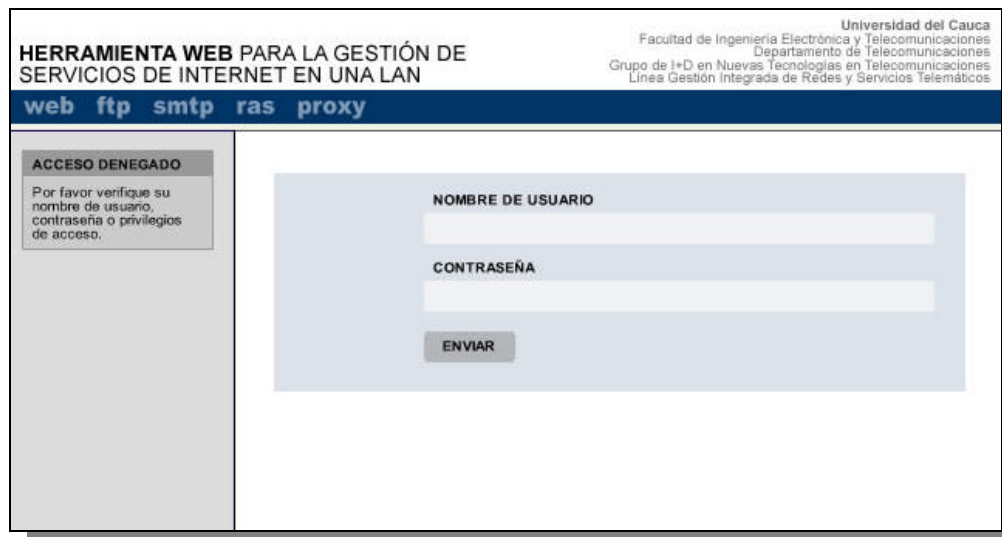 HERRAMIENTA WEB PARA LA GESTIÓN DE
SERVICIOS DE INTERNET EN UNA LAN
Universidad del Cauca
Facultad de Ingeniería Electrónica y Telecomunicaciones
Departamento de Telecomunicaciones
Grupo de I+D en Nuevas Tecnologías en Telecomunicaciones
Línea Gestión Integrada de Redes y Servicios Telemáticos
web ftp smtp ras proxy
ACCESO DENEGADO
Por favor verifique su
nombre de usuario,
contraseña o privilegios
de acceso.
NOMBRE DE USUARIO
CONTRASEÑA
ENVIAR